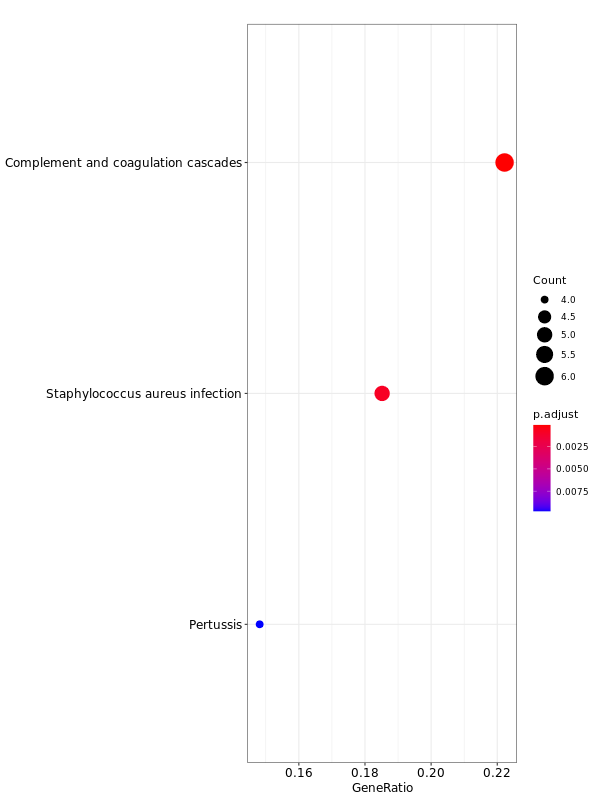 Complement and coagulation cascades
Staphylococcus aureus infection
Pertussis
0.16 0.18 0.20 0.22
GeneRatio
Count
4.0
4.5
5.0
5.5
6.0
p.adjust
0.0025
0.0050
0.0075